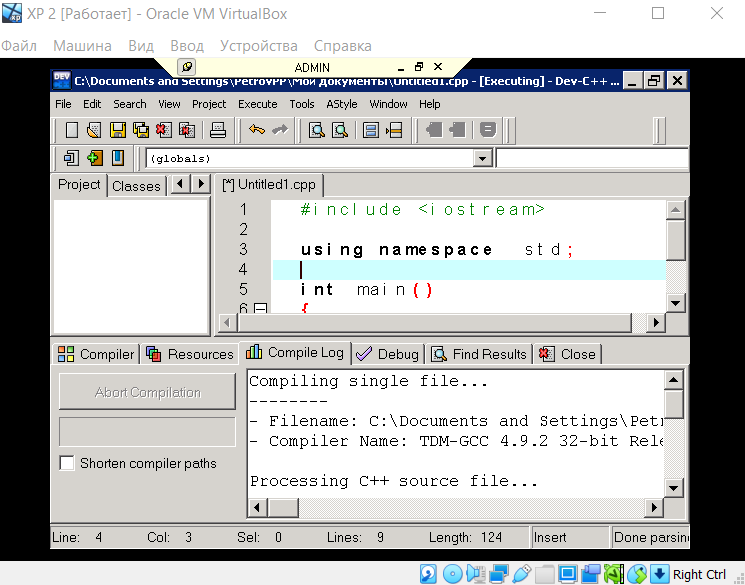 XP 2 [Работает] - Oracle VM VirtualBox
Файл Машина Вид Ввод Устройства Справка
ADMIN
C:\Documents and Settings\PetrovPP\Мои документы\Untitled1.cpp - [Executing] - Dev-C++ ...
File Edit Search View Project Execute Tools AStyle Window Help
(globals)
Project Classes [*] Untitled1.cpp
1 #include <iostream>
2
3 using namespace std;
4
5 int main()
6 {
Compiler Resources Compile Log Debug Find Results Close
Abort Compilation
Shorten compiler paths
Compiling single file...
--------
- Filename: C:\Documents and Settings\Petr
- Compiler Name: TDM-GCC 4.9.2 32-bit Rele
Processing C++ source file...
Line: 4 Col: 3 Sel: 0 Lines: 9 Length: 124 Insert Done parsin
Right Ctrl